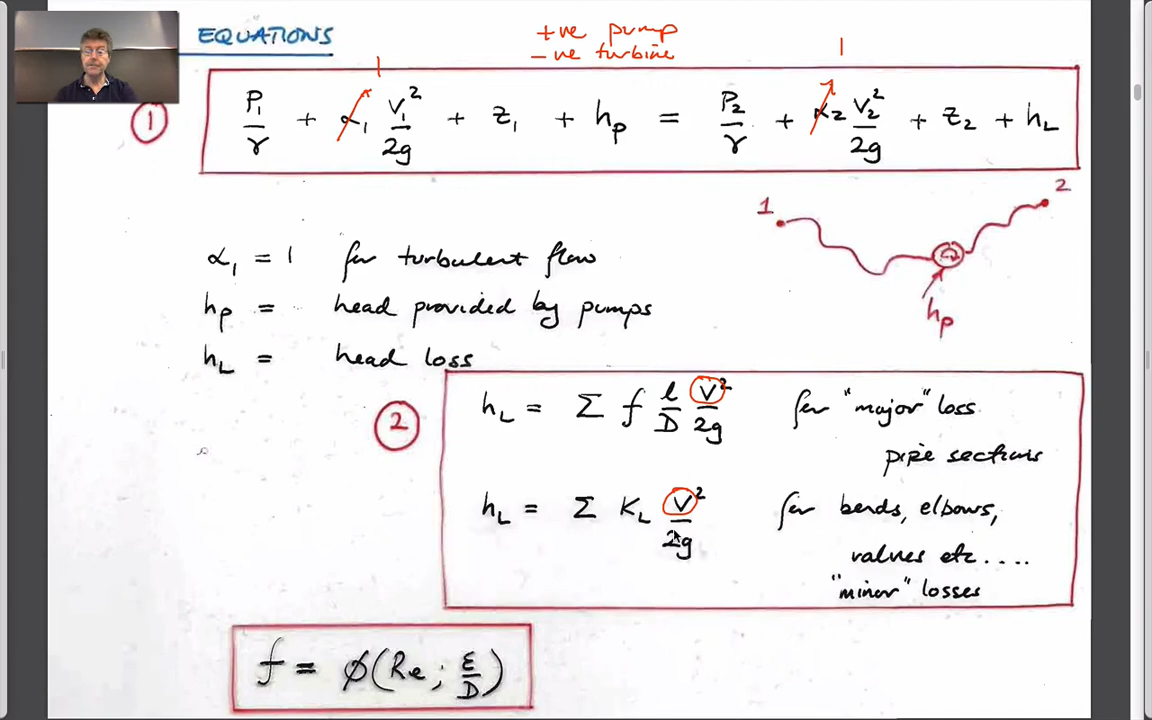 EQUATIONS
+ve pump
-ve turbine
1 1
① P₁/γ + α₁ V₁²/2g + z₁ + hp = P₂/γ + α₂ V₂²/2g + z₂ + hL
1 2
hp
α₁ = 1 for turbulent flow
hp = head provided by pumps
hL = head loss
② hL = Σ f l/D V²/2g for "major" loss
pipe sections
hL = Σ KL V²/2g for bends, elbows,
valves etc....
"minor" losses
f = φ(Re; ε/D)